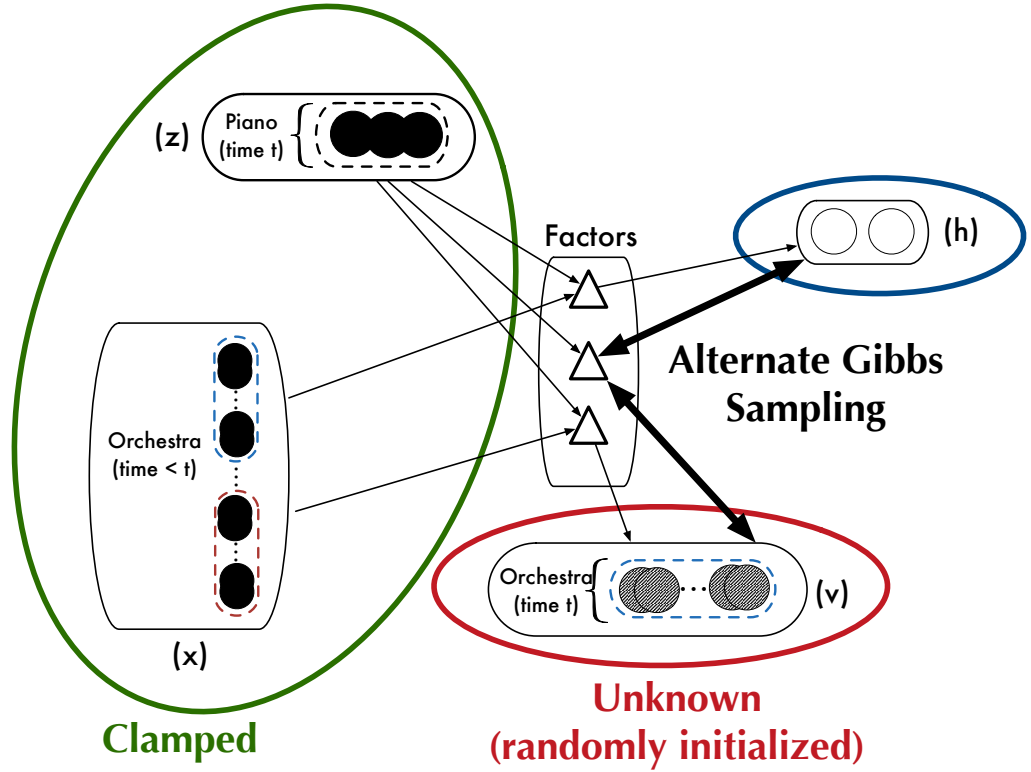 Piano
(time t)
(z)
Factors
(h)
Alternate Gibbs
Sampling
Orchestra
(time < t)
(x)
Orchestra
(time t)
(v)
Clamped
Unknown
(randomly initialized)